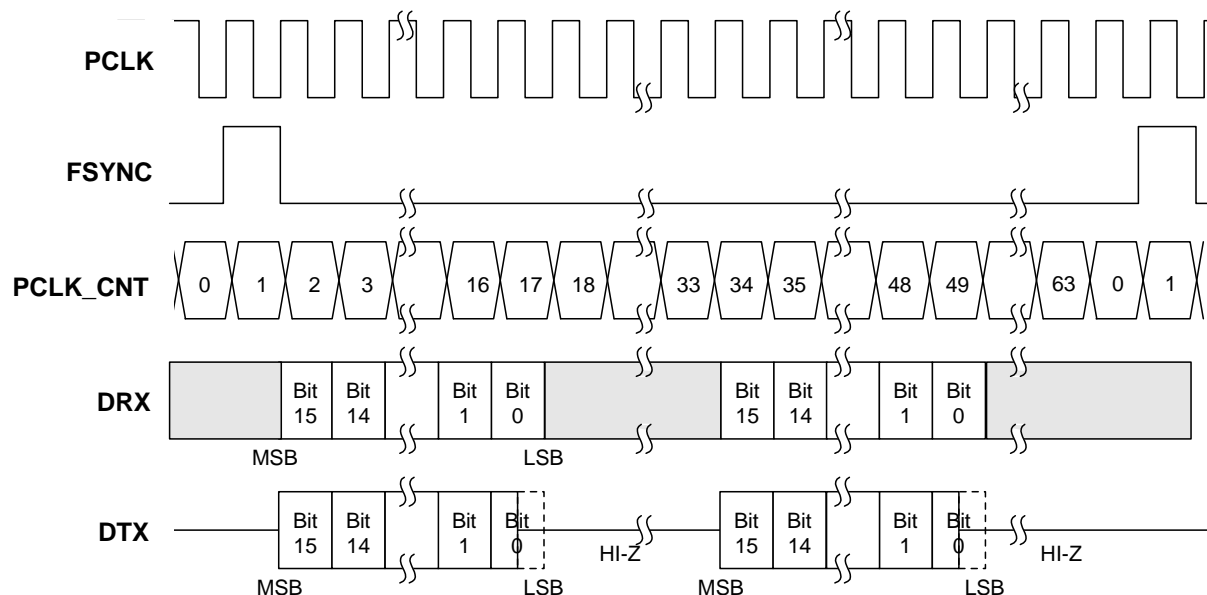 PCLK
FSYNC
PCLK_CNT 0 1 2 3 16 17 18 33 34 35 48 49 63 0 1
DRX Bit 15 Bit 14 Bit 1 Bit 0 Bit 15 Bit 14 Bit 1 Bit 0
MSB LSB
DTX Bit 15 Bit 14 Bit 1 Bit 0 HI-Z Bit 15 Bit 14 Bit 1 Bit 0 HI-Z
MSB LSB MSB LSB